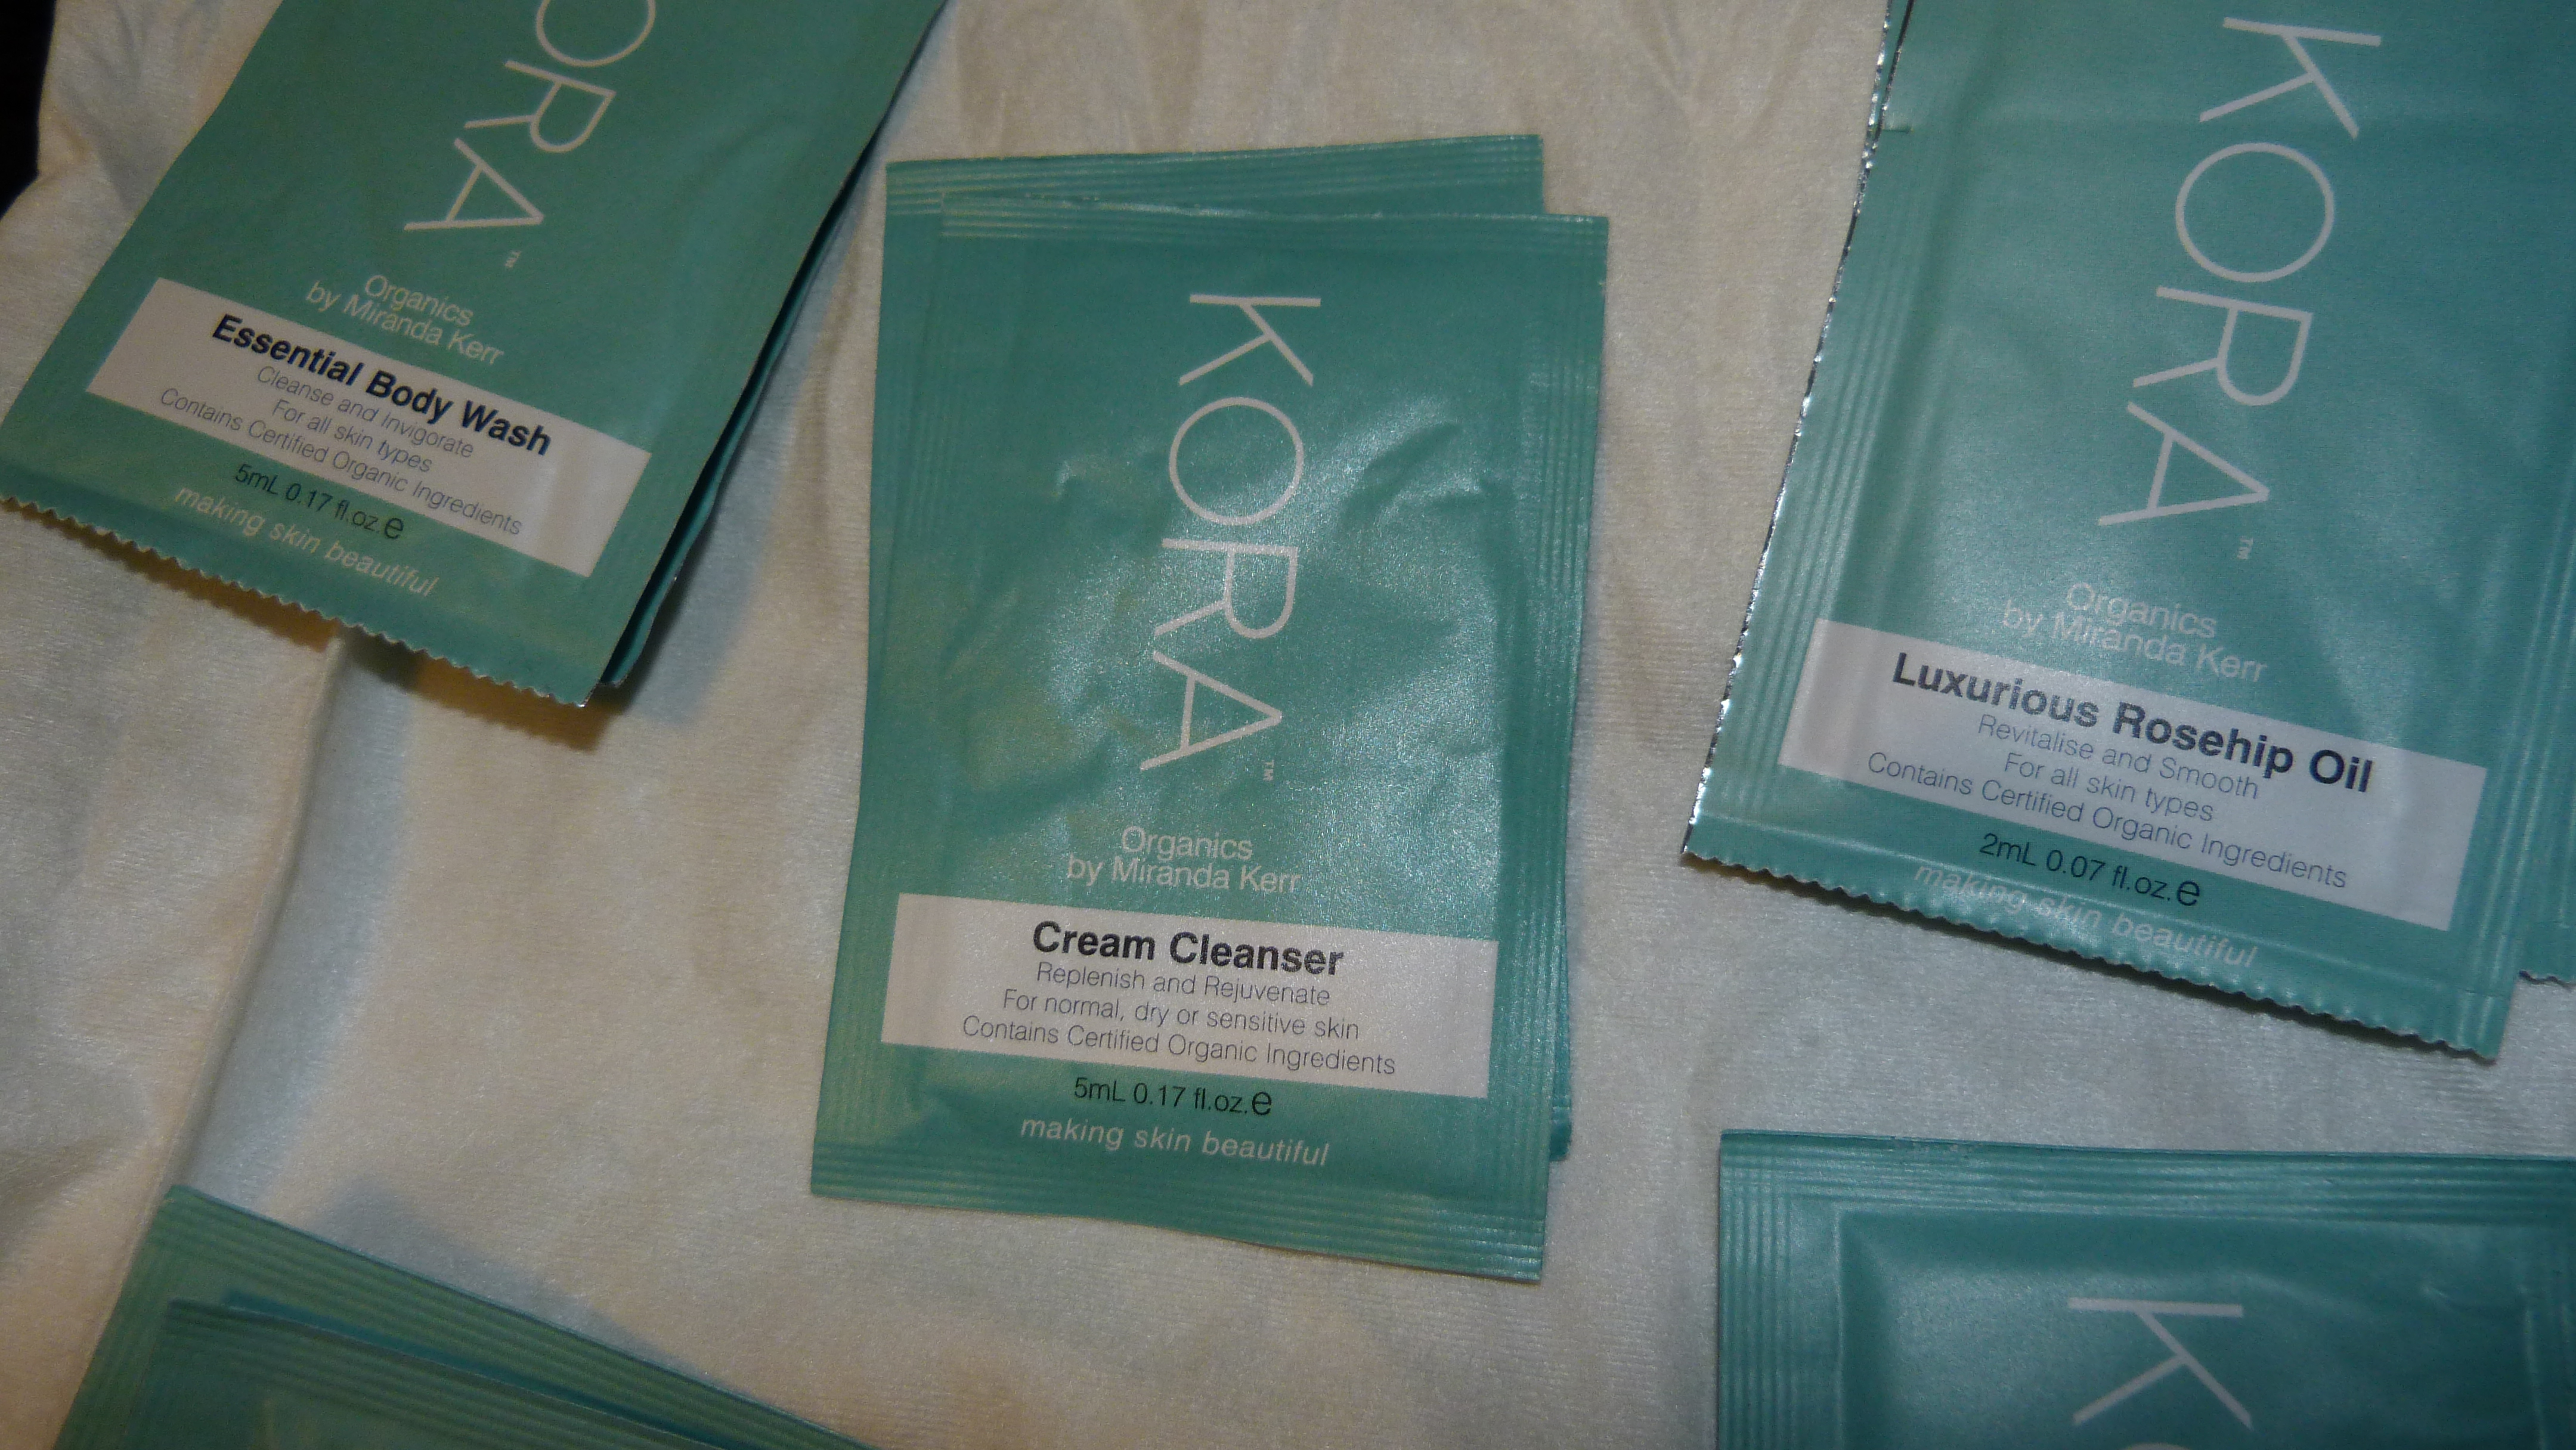 ORA™
Organics
by Miranda Kerr
Essential Body Wash
Cleanse and Invigorate
For all skin types
Contains Certified Organic Ingredients
5mL 0.17 fl.oz.e
making skin beautiful
KORA™
Organics
by Miranda Kerr
Cream Cleanser
Replenish and Rejuvenate
For normal, dry or sensitive skin
Contains Certified Organic Ingredients
5mL 0.17 fl.oz.e
making skin beautiful
KORA™
Organics
by Miranda Kerr
Luxurious Rosehip Oil
Revitalise and Smooth
For all skin types
Contains Certified Organic Ingredients
2mL 0.07 fl.oz.e
making skin beautiful
K